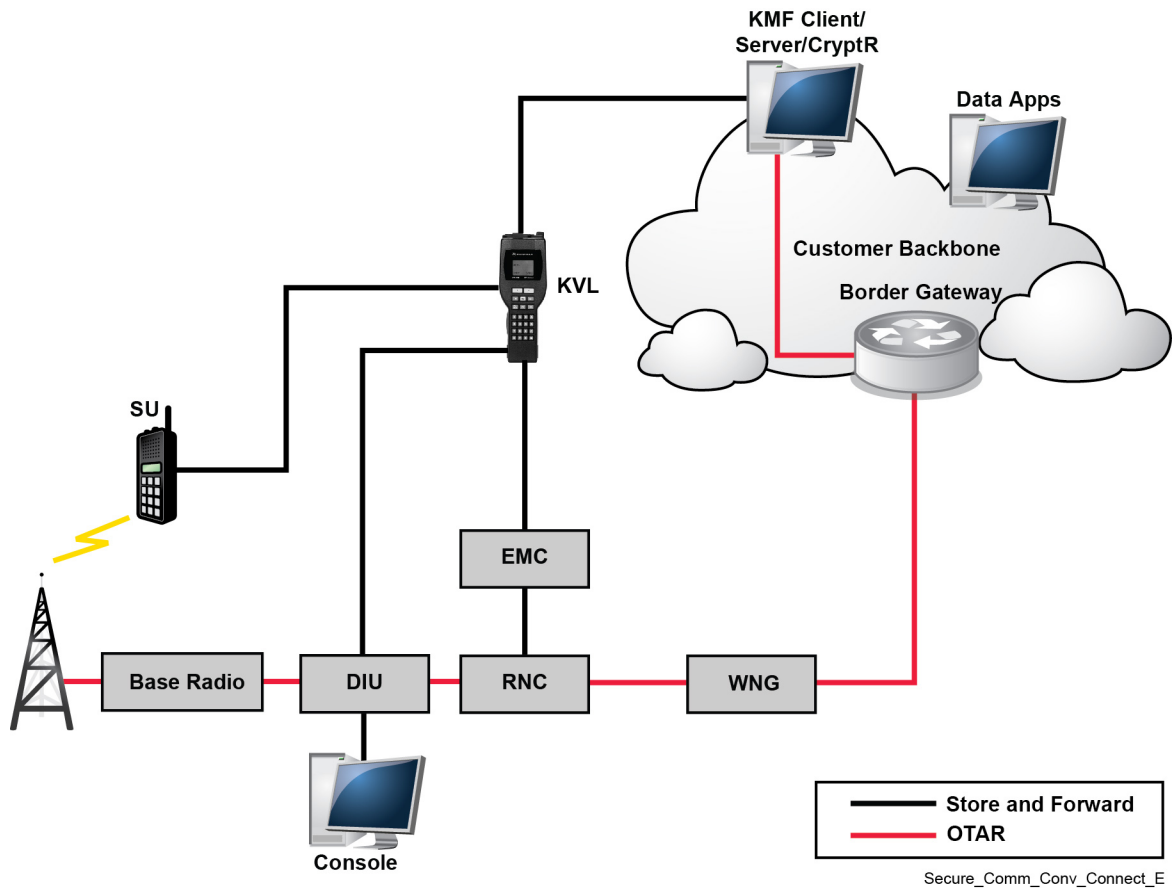 KMF Client/
Server/CryptR
Data Apps
Customer Backbone
KVL
Border Gateway
SU
EMC
Base Radio
DIU
RNC
WNG
Console
Store and Forward
OTAR
Secure_Comm_Conv_Connect_E